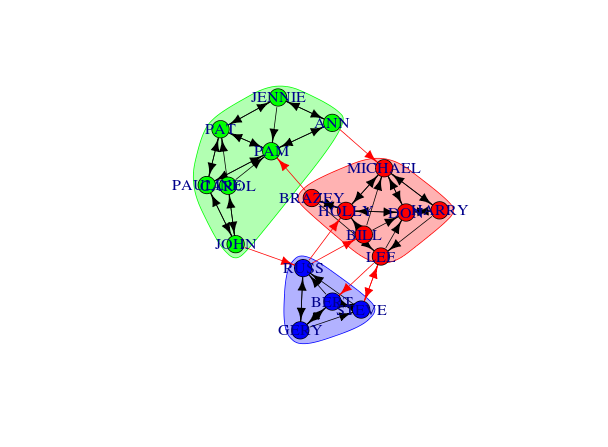 JENNIE
ANN
PAT
PAM
MICHAEL
PAULINE
CAROL
BRAZEY
HOLLY
DON
HARRY
BILL
JOHN
LEE
RUSS
BERT
STEVE
GERY